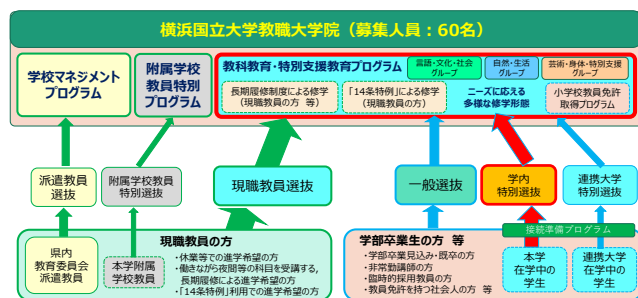 横浜国立大学教職大学院（募集人員：60名）
学校マネジメント
プログラム
附属学校
教員特別
プログラム
教科教育・特別支援教育プログラム
言語・文化・社会
グループ
自然・生活
グループ
芸術・身体・特別支援
グループ
長期履修制度による修学
（現職教員の方 等）
「14条特例」による修学
（現職教員の方）
ニーズに応える
多様な修学形態
小学校教員免許
取得プログラム
派遣教員
選抜
附属学校教員
特別選抜
現職教員選抜
一般選抜
学内
特別選抜
連携大学
特別選抜
接続準備プログラム
県内
教育委員会
派遣教員
本学附属
学校教員
現職教員の方
・休業等での進学希望の方
・働きながら夜間等の科目を受講する,
長期履修による進学希望の方
・「14条特例」利用での進学希望の方
学部卒業生の方 等
・学部卒業見込み・既卒の方
・非常勤講師の方
・臨時的採用教員の方
・教員免許を持つ社会人の方 等
本学
在学中の
学生
連携大学
在学中の
学生